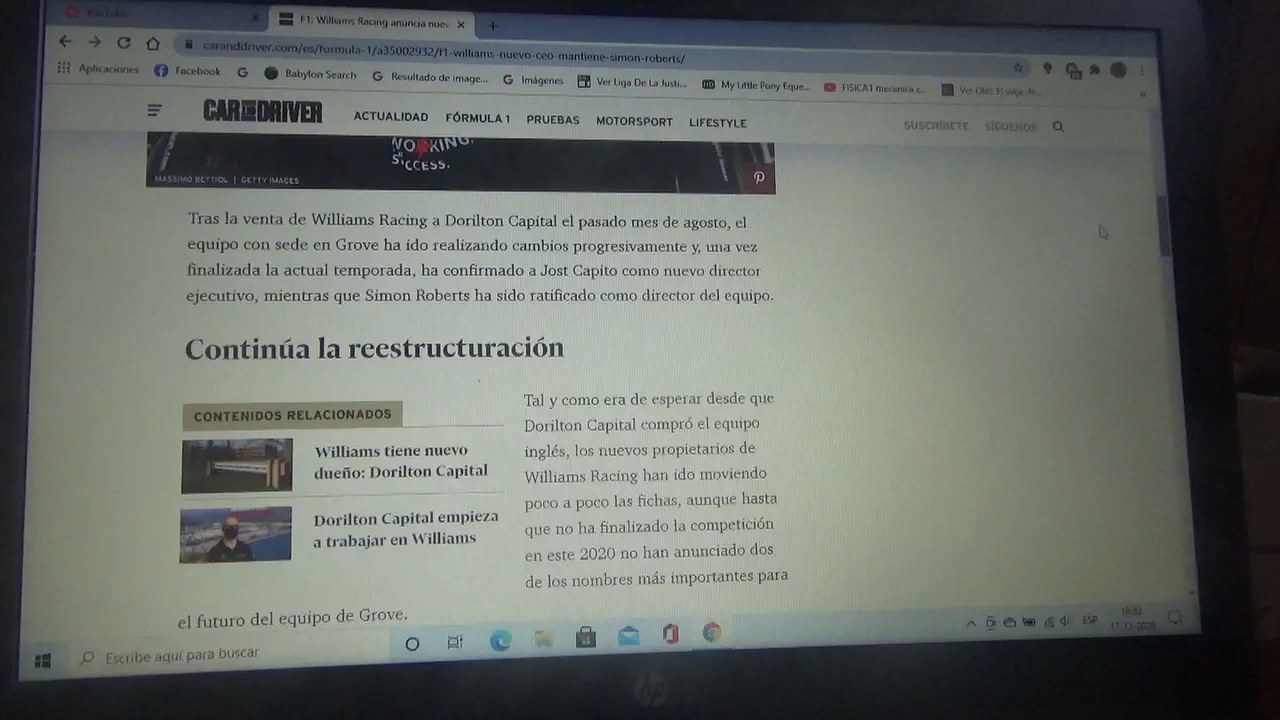 YouTube
F1: Williams Racing anuncia nuev
caranddriver.com/es/formula-1/a35002932/f1-williams-nuevo-ceo-mantiene-simon-roberts/
Aplicaciones Facebook Babylon Search Resultado de image... Imágenes Ver Liga De La Justi... My Little Pony Eque... FISICA1 mecanica c...
CAR AND DRIVER ACTUALIDAD FÓRMULA 1 PRUEBAS MOTORSPORT LIFESTYLE SUSCRÍBETE SÍGUENOS
MASSIMO BETTIOL | GETTY IMAGES
Tras la venta de Williams Racing a Dorilton Capital el pasado mes de agosto, el
equipo con sede en Grove ha ido realizando cambios progresivamente y, una vez
finalizada la actual temporada, ha confirmado a Jost Capito como nuevo director
ejecutivo, mientras que Simon Roberts ha sido ratificado como director del equipo.
Continúa la reestructuración
CONTENIDOS RELACIONADOS
Williams tiene nuevo
dueño: Dorilton Capital
Dorilton Capital empieza
a trabajar en Williams
Tal y como era de esperar desde que
Dorilton Capital compró el equipo
inglés, los nuevos propietarios de
Williams Racing han ido moviendo
poco a poco las fichas, aunque hasta
que no ha finalizado la competición
en este 2020 no han anunciado dos
de los nombres más importantes para
el futuro del equipo de Grove.
Escribe aquí para buscar
ESP
hp